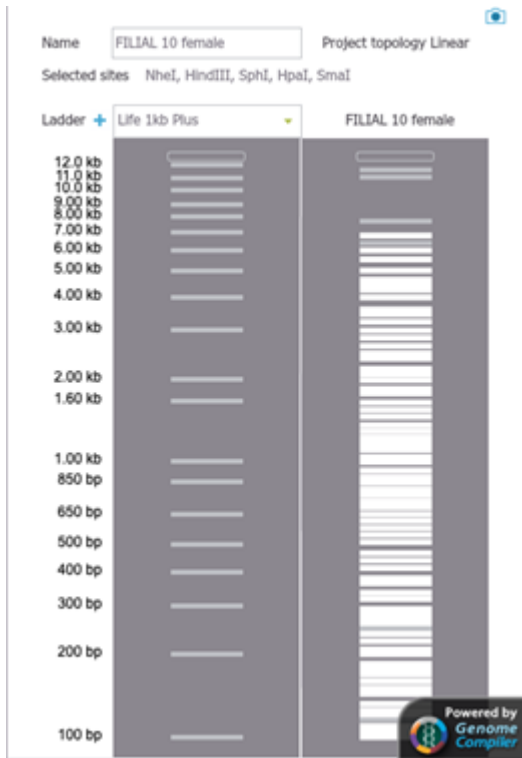 Name FILIAL 10 female Project topology Linear
Selected sites NheI, HindIII, SphI, HpaI, SmaI
Ladder + Life 1kb Plus FILIAL 10 female
12.0 kb
11.0 kb
10.0 kb
9.00 kb
8.00 kb
7.00 kb
6.00 kb
5.00 kb
4.00 kb
3.00 kb
2.00 kb
1.60 kb
1.00 kb
850 bp
650 bp
500 bp
400 bp
300 bp
200 bp
100 bp
Powered by
Genome
Compiler